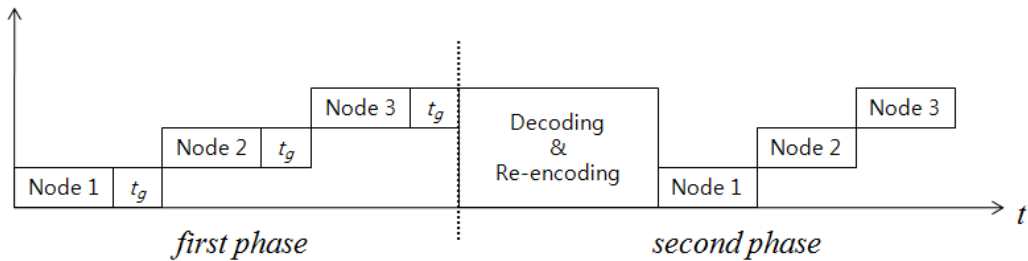 Node 3
t_g
Node 3
Node 2
t_g
Decoding
&
Re-encoding
Node 2
Node 1
t_g
Node 1
t
first phase
second phase